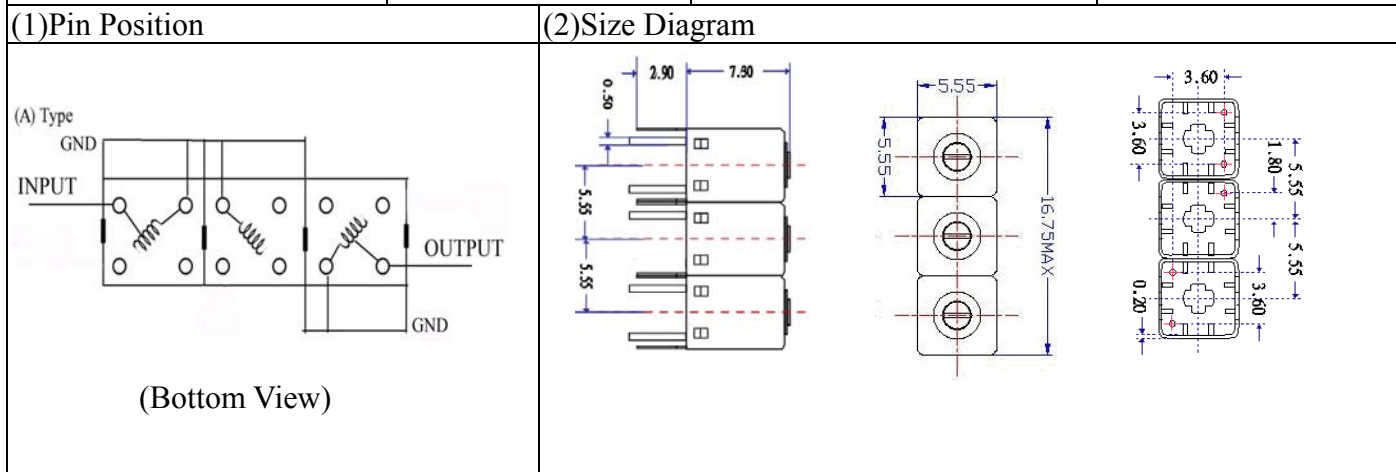 (1)Pin Position
(2)Size Diagram
(A) Type
GND
INPUT
OUTPUT
GND
(Bottom View)
2.90
7.30
0.50
5.55
5.55
5.55
5.55
16.75MAX
3.60
3.60
1.80
5.55
5.55
3.60
0.20